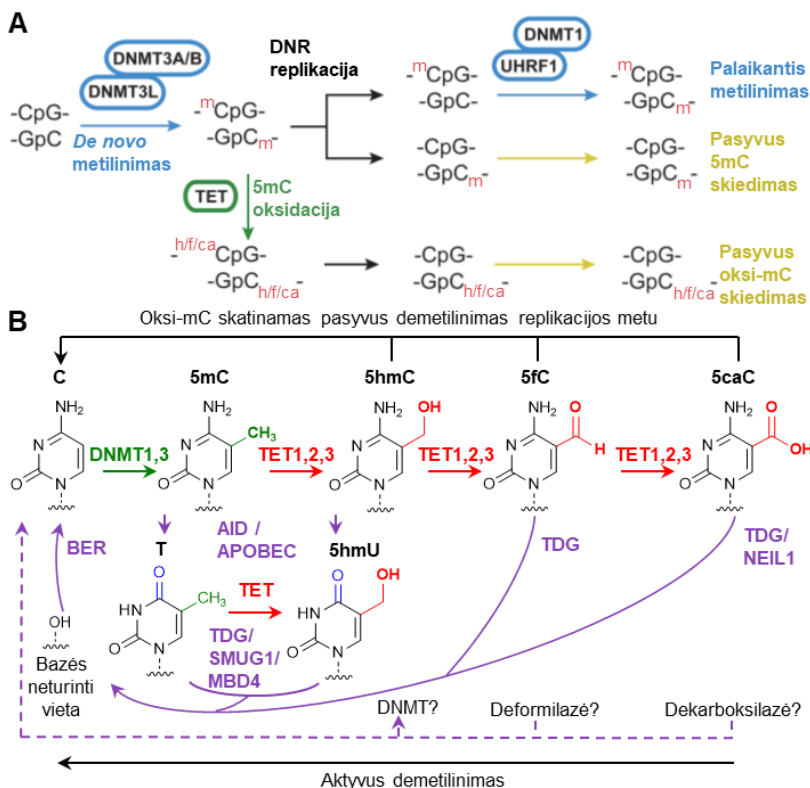 A
DNMT3A/B
DNMT3L
DNR
replikacija
DNMT1
UHRF1
-CpG-
-GpC
De novo
metilinimas
-mCpG-
-GpCm-
-mCpG-
-GpC-
-mCpG-
-GpCm-
Palaikantis
metilinimas
-CpG-
-GpCm-
-CpG-
-GpCm-
Pasyvus
5mC
skiedimas
TET
5mC
oksidacija
-h/f/caCpG-
-GpCh/f/ca-
-CpG-
-GpCh/f/ca-
-CpG-
-GpCh/f/ca-
Pasyvus
oksi-mC
skiedimas
B
Oksi-mC skatinamas pasyvus demetilinimas replikacijos metu
C
5mC
5hmC
5fC
5caC
NH2
N
O
N
DNMT1,3
NH2
CH3
N
O
N
TET1,2,3
NH2
OH
N
O
N
TET1,2,3
NH2
O
N
H
O
N
TET1,2,3
NH2
O
N
OH
O
N
BER
AID /
APOBEC
TDG
TDG/
NEIL1
T
5hmU
O
CH3
HN
O
N
TET
O
OH
HN
O
N
TDG/
SMUG1/
MBD4
OH
Bazės
neturinti
vieta
DNMT?
Deformilazė?
Dekarboksilazė?
Aktyvus demetilinimas